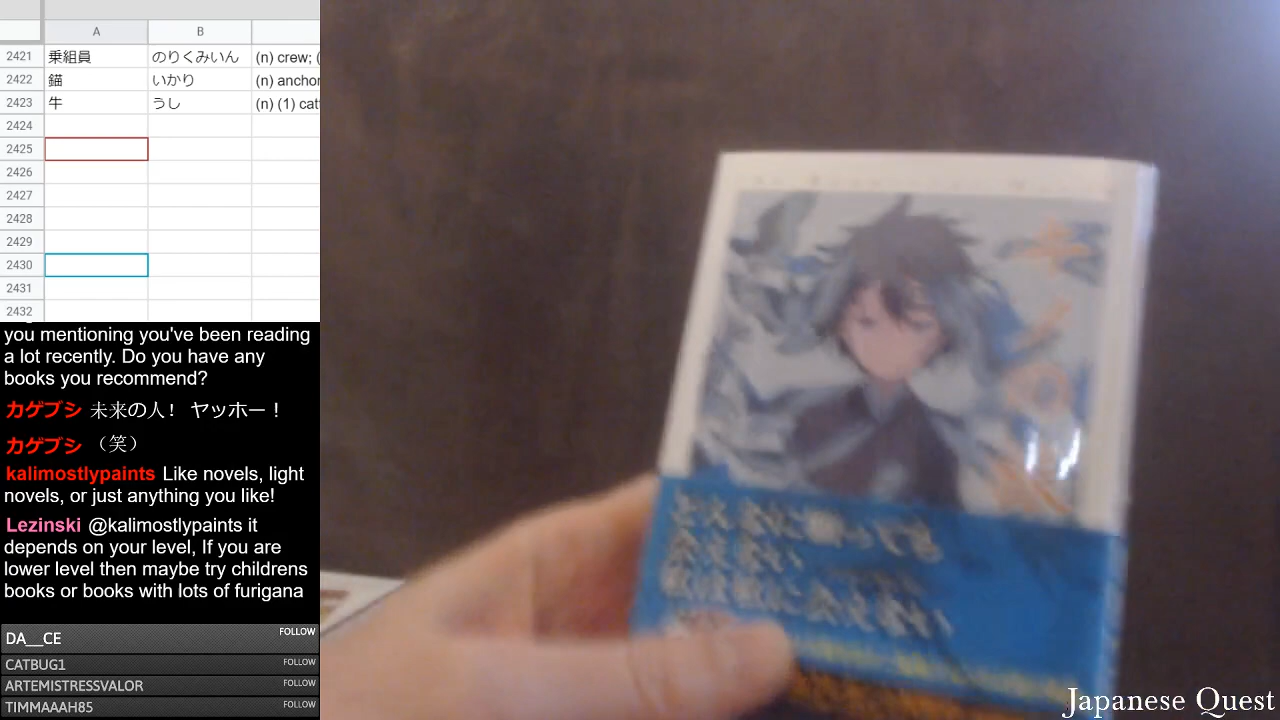 A B
2421 乗組員 のりくみいん (n) crew; (
2422 錨 いかり (n) anchor
2423 牛 うし (n) (1) catt
2424
2425
2426
2427
2428
2429
2430
2431
2432
you mentioning you've been reading
a lot recently. Do you have any
books you recommend?
カゲブシ 未来の人！ ヤッホー！
カゲブシ （笑）
kalimostlypaints Like novels, light
novels, or just anything you like!
Lezinski @kalimostlypaints it
depends on your level, If you are
lower level then maybe try childrens
books or books with lots of furigana
DA__CE FOLLOW
CATBUG1 FOLLOW
ARTEMISTRESSVALOR FOLLOW
TIMMAAAH85 FOLLOW
Japanese Quest